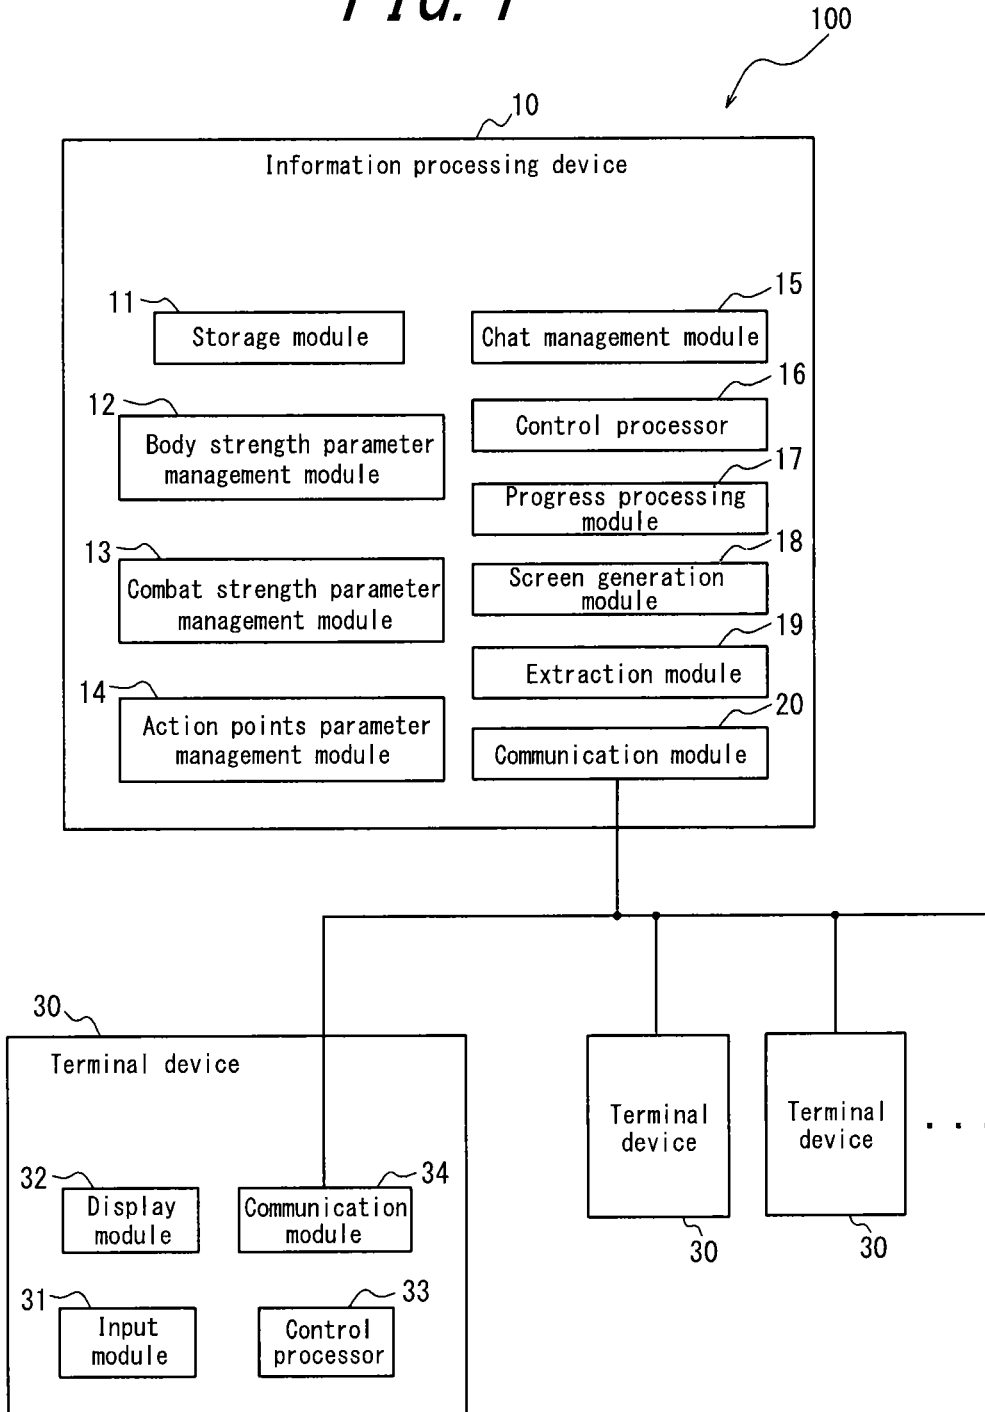 FIG. 1
100
10
Information processing device
11
Storage module
12
Body strength parameter
management module
13
Combat strength parameter
management module
14
Action points parameter
management module
15
Chat management module
16
Control processor
17
Progress processing
module
18
Screen generation
module
19
Extraction module
20
Communication module
30
Terminal device
32
Display
module
34
Communication
module
31
Input
module
33
Control
processor
Terminal
device
30
Terminal
device
30
. . .